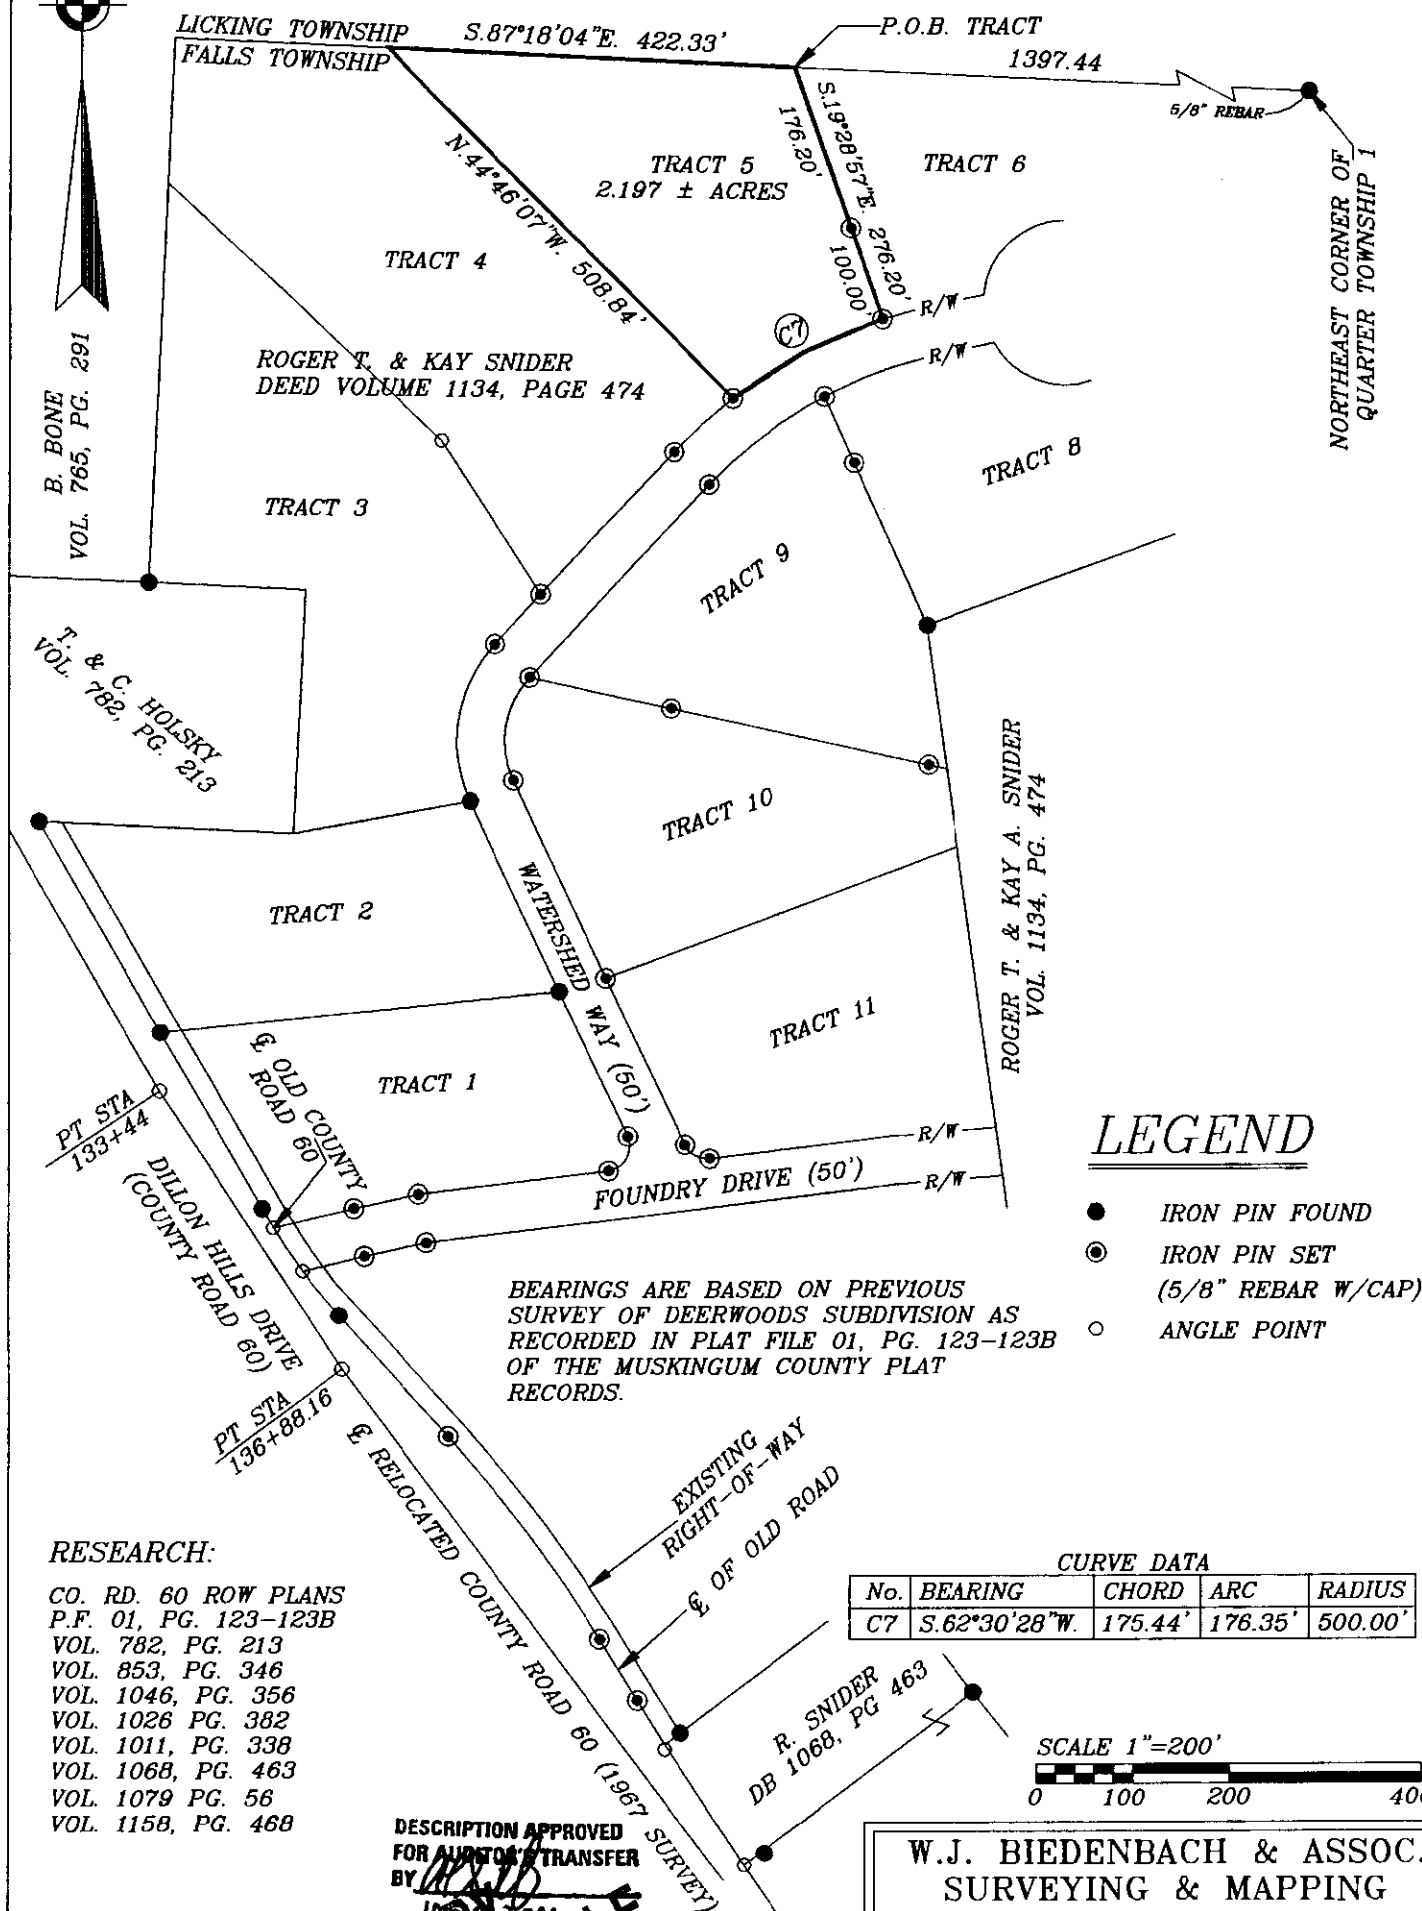 LICKING TOWNSHIP
FALLS TOWNSHIP
S.87°18'04"E. 422.33'
P.O.B. TRACT
1397.44
5/8" REBAR
NORTHEAST CORNER OF
QUARTER TOWNSHIP 1
S.19°28'57"E. 276.20'
176.20'
100.00'
TRACT 5
2.197 ± ACRES
TRACT 6
N.44°46'07"W. 508.84'
TRACT 4
C7
R/W
R/W
ROGER T. & KAY SNIDER
DEED VOLUME 1134, PAGE 474
B. BONE
VOL. 765, PG. 291
TRACT 3
TRACT 8
TRACT 9
T. & C. HOLSKY
VOL. 782, PG. 213
TRACT 10
ROGER T. & KAY A. SNIDER
VOL. 1134, PG. 474
TRACT 2
WATERSHED WAY (50')
TRACT 11
TRACT 1
℄ OLD COUNTY
ROAD 60
PT STA
133+44
DILLON HILLS DRIVE
(COUNTY ROAD 60)
FOUNDRY DRIVE (50')
R/W
R/W
LEGEND
IRON PIN FOUND
IRON PIN SET
(5/8" REBAR W/CAP)
ANGLE POINT
BEARINGS ARE BASED ON PREVIOUS
SURVEY OF DEERWOODS SUBDIVISION AS
RECORDED IN PLAT FILE 01, PG. 123-123B
OF THE MUSKINGUM COUNTY PLAT
RECORDS.
PT STA
136+88.16
℄ RELOCATED COUNTY ROAD 60 (1967 SURVEY)
EXISTING
RIGHT-OF-WAY
℄ OF OLD ROAD
RESEARCH:
CO. RD. 60 ROW PLANS
P.F. 01, PG. 123-123B
VOL. 782, PG. 213
VOL. 853, PG. 346
VOL. 1046, PG. 356
VOL. 1026 PG. 382
VOL. 1011, PG. 338
VOL. 1068, PG. 463
VOL. 1079 PG. 56
VOL. 1158, PG. 468
CURVE DATA
No. BEARING CHORD ARC RADIUS
C7 S.62°30'28"W. 175.44' 176.35' 500.00'
R. SNIDER
DB 1068, PG 463
SCALE 1"=200'
0 100 200
DESCRIPTION APPROVED
FOR AUDITOR'S TRANSFER
BY
W.J. BIEDENBACH & ASSOC.
SURVEYING & MAPPING